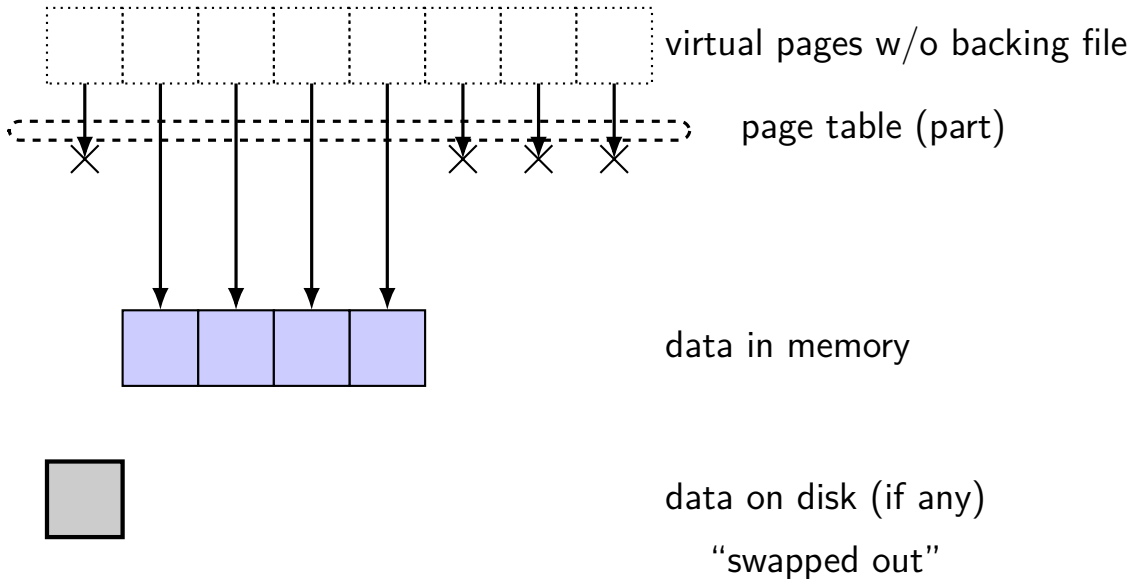 virtual pages w/o backing file
page table (part)
data in memory
data on disk (if any)
“swapped out”